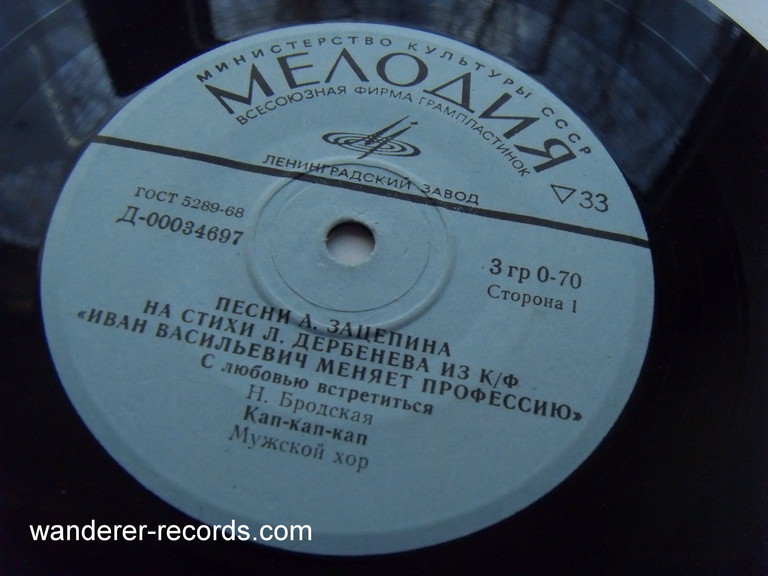 МИНИСТЕРСТВО КУЛЬТУРЫ СССР
МЕЛОДИЯ
ВСЕСОЮЗНАЯ ФИРМА ГРАМПЛАСТИНОК
ЛЕНИНГРАДСКИЙ ЗАВОД
▽33
ГОСТ 5289-68
Д-00034697
3 гр 0-70
Сторона 1
ПЕСНИ А. ЗАЦЕПИНА
НА СТИХИ Л. ДЕРБЕНЕВА ИЗ К/Ф
«ИВАН ВАСИЛЬЕВИЧ МЕНЯЕТ ПРОФЕССИЮ»
С любовью встретиться
Н. Бродская
Кап-кап-кап
Мужской хор
wanderer-records.com